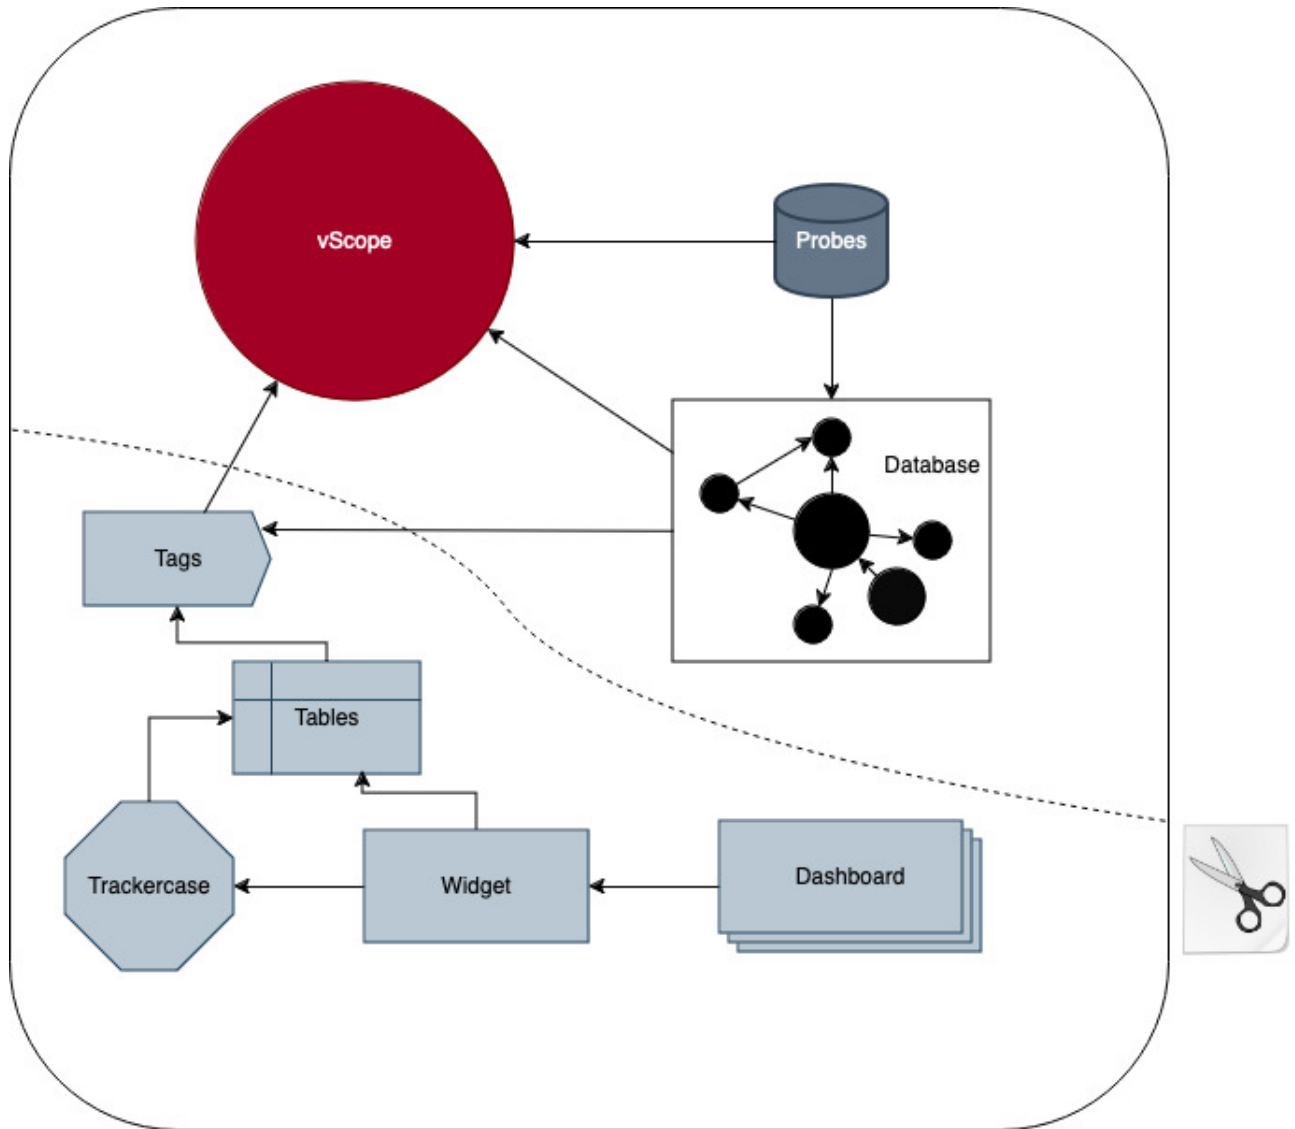 vScope
Probes
Database
Tags
Tables
Trackercase
Widget
Dashboard